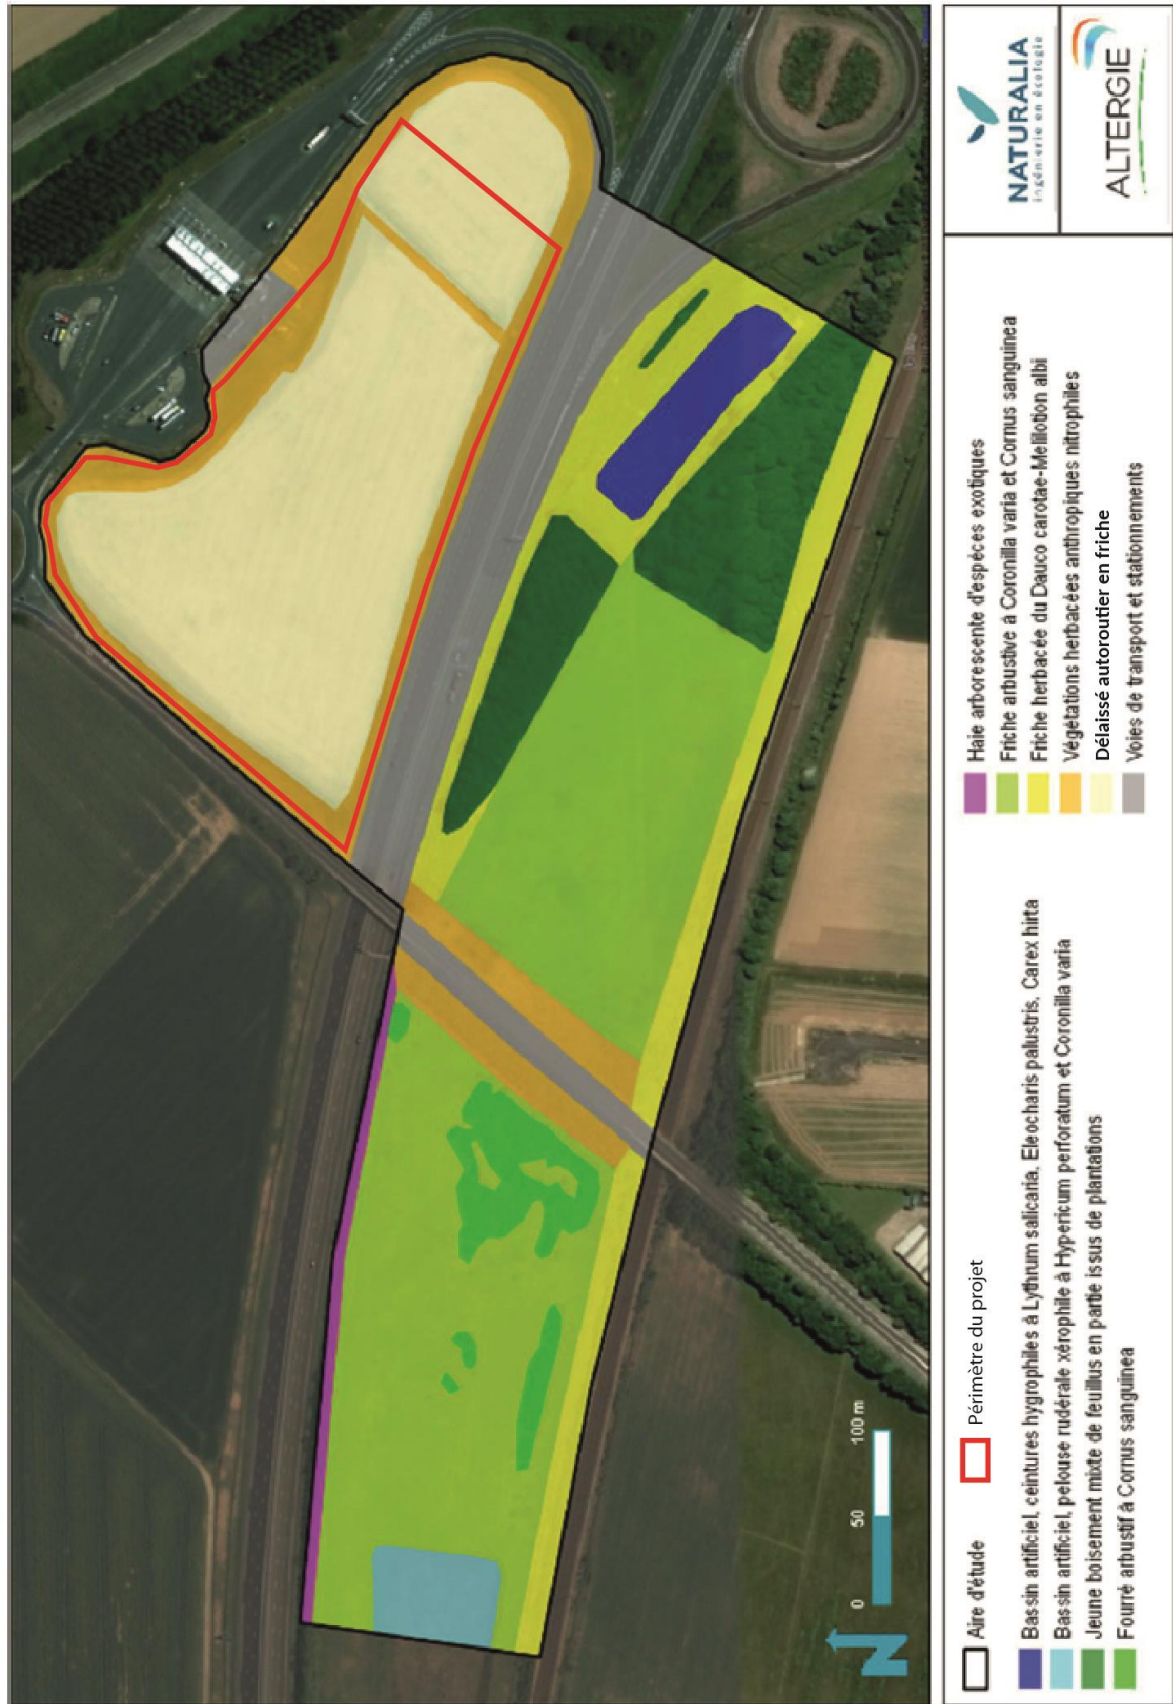 Aire d'étude
Périmètre du projet
Bassin artificiel, ceintures hygrophiles à Lythrum salicaria, Eleocharis palustris, Carex hirta
Bassin artificiel, pelouse rudérale xérophile à Hypericum perforatum et Coronilla varia
Jeune boisement mixte de feuillus en partie issus de plantations
Fourré arbustif à Cornus sanguinea
Haie arborescente d'espèces exotiques
Friche arbustive à Coronilla varia et Cornus sanguinea
Friche herbacée du Dauco carotae-Melilotion albi
Végétations herbacées anthropiques nitrophiles
Délaissé autoroutier en friche
Voies de transport et stationnements
NATURALIA
ingénierie en écologie
ALTERGIE
N
0 50 100 m